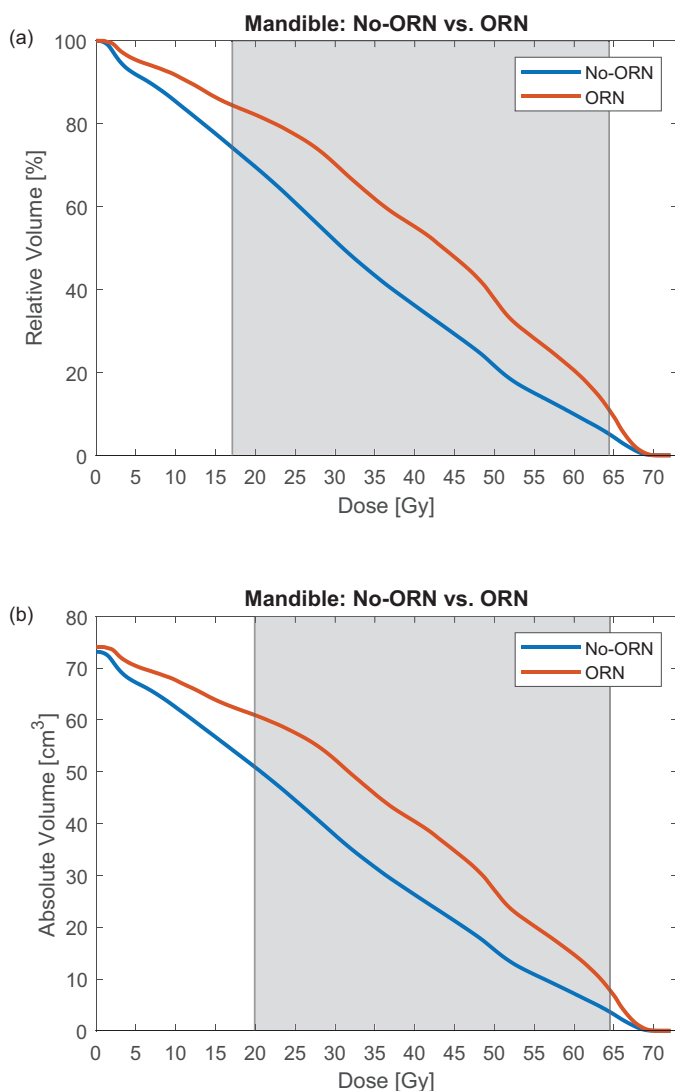 (a)
Mandible: No-ORN vs. ORN
100
80
60
40
20
0
Relative Volume [%]
No-ORN
ORN
0 5 10 15 20 25 30 35 40 45 50 55 60 65 70
Dose [Gy]
(b)
Mandible: No-ORN vs. ORN
80
70
60
50
40
30
20
10
0
Absolute Volume [cm³]
No-ORN
ORN
0 5 10 15 20 25 30 35 40 45 50 55 60 65 70
Dose [Gy]